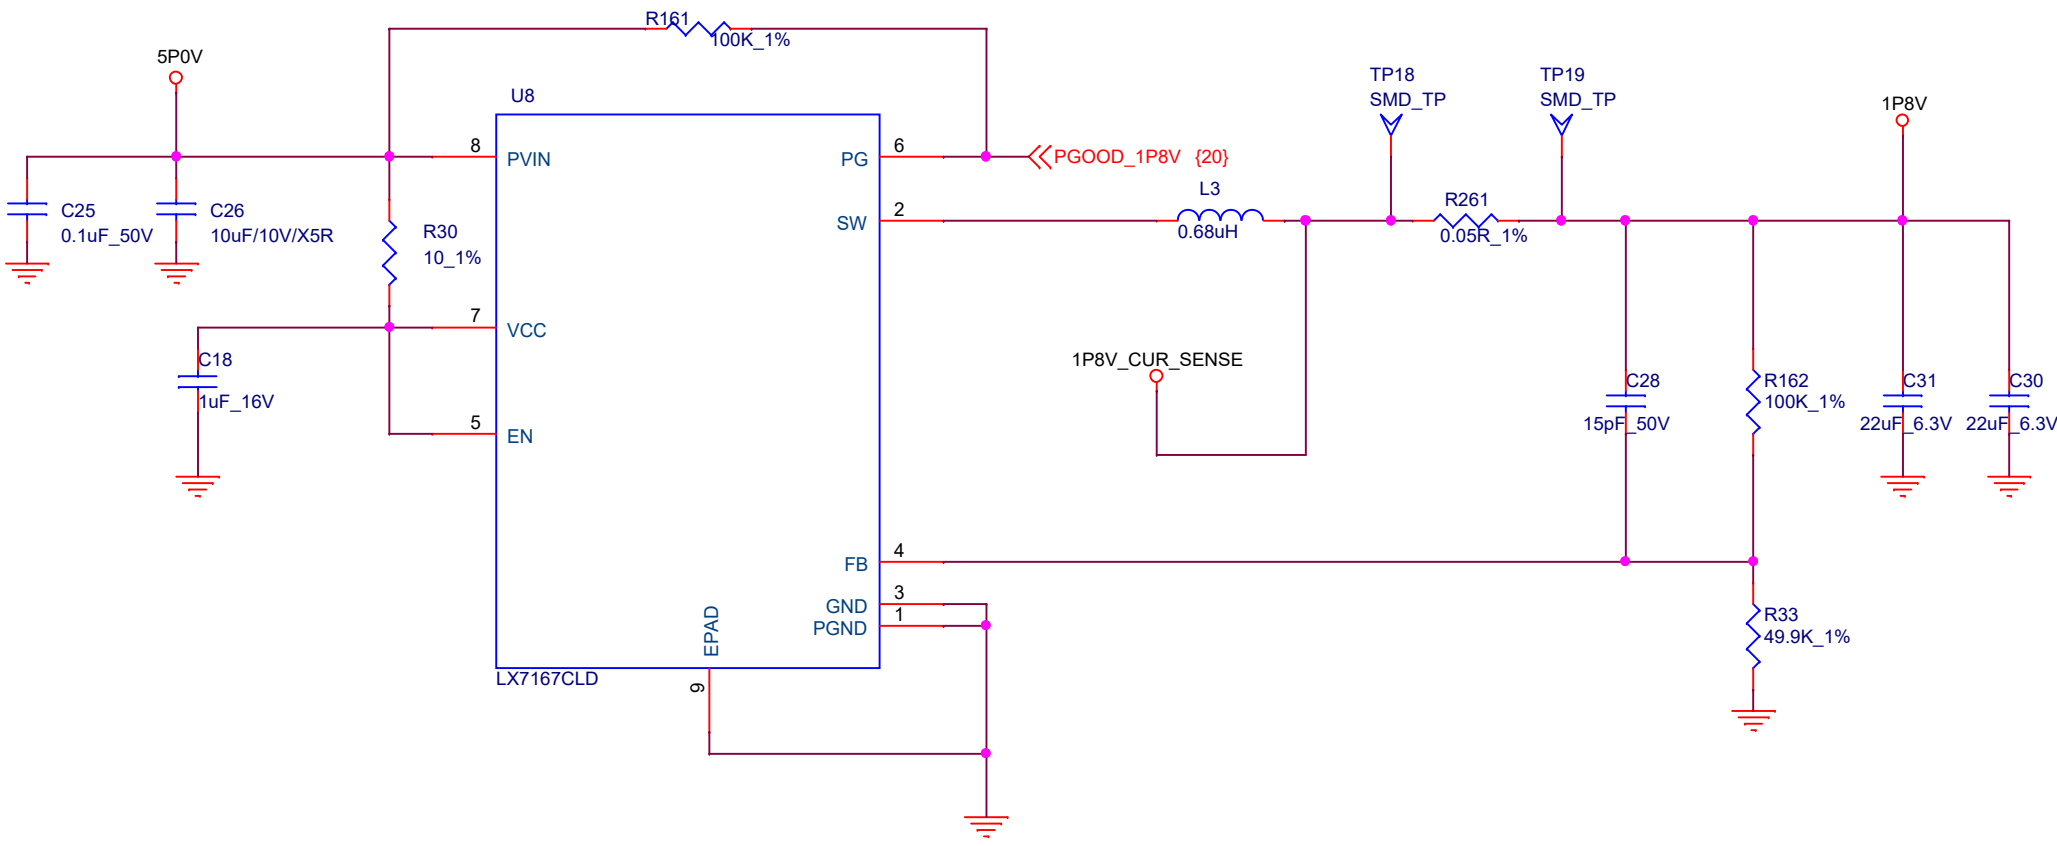 R161
100K_1%
5P0V
U8
TP18
SMD_TP
TP19
SMD_TP
1P8V
8
PVIN
PG
6
PGOOD_1P8V {20}
C25
0.1uF_50V
C26
10uF/10V/X5R
R30
10_1%
SW
2
L3
0.68uH
R261
0.05R_1%
7
VCC
C18
1uF_16V
5
EN
1P8V_CUR_SENSE
C28
15pF_50V
R162
100K_1%
C31
22uF_6.3V
C30
22uF_6.3V
FB
4
GND
3
PGND
1
R33
49.9K_1%
EPAD
9
LX7167CLD